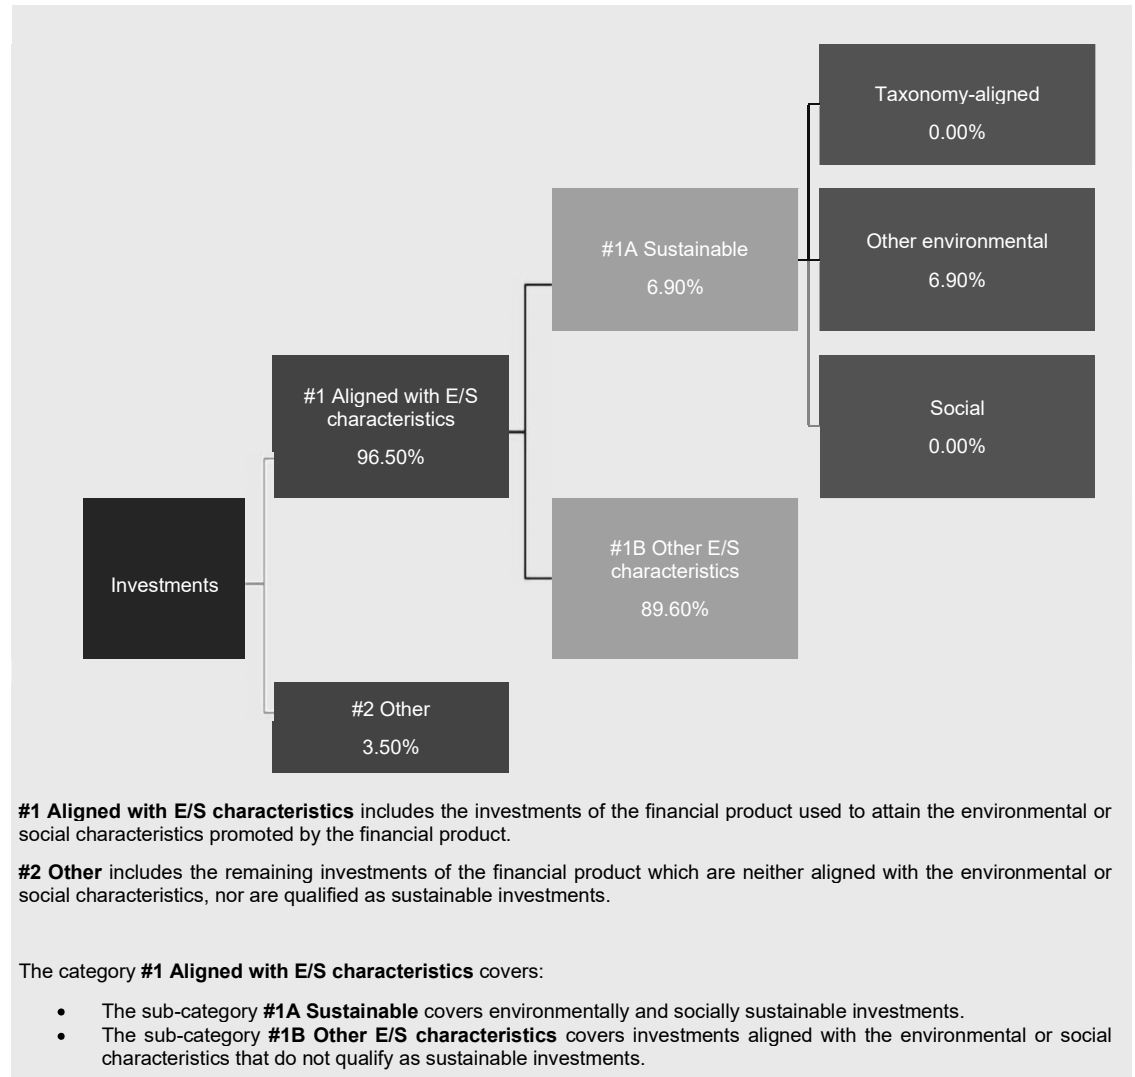 Taxonomy-aligned
0.00%
#1A Sustainable
6.90%
Other environmental
6.90%
#1 Aligned with E/S
characteristics
96.50%
Social
0.00%
Investments
#1B Other E/S
characteristics
89.60%
#2 Other
3.50%
#1 Aligned with E/S characteristics includes the investments of the financial product used to attain the environmental or
social characteristics promoted by the financial product.
#2 Other includes the remaining investments of the financial product which are neither aligned with the environmental or
social characteristics, nor are qualified as sustainable investments.
The category #1 Aligned with E/S characteristics covers:
• The sub-category #1A Sustainable covers environmentally and socially sustainable investments.
• The sub-category #1B Other E/S characteristics covers investments aligned with the environmental or social
characteristics that do not qualify as sustainable investments.